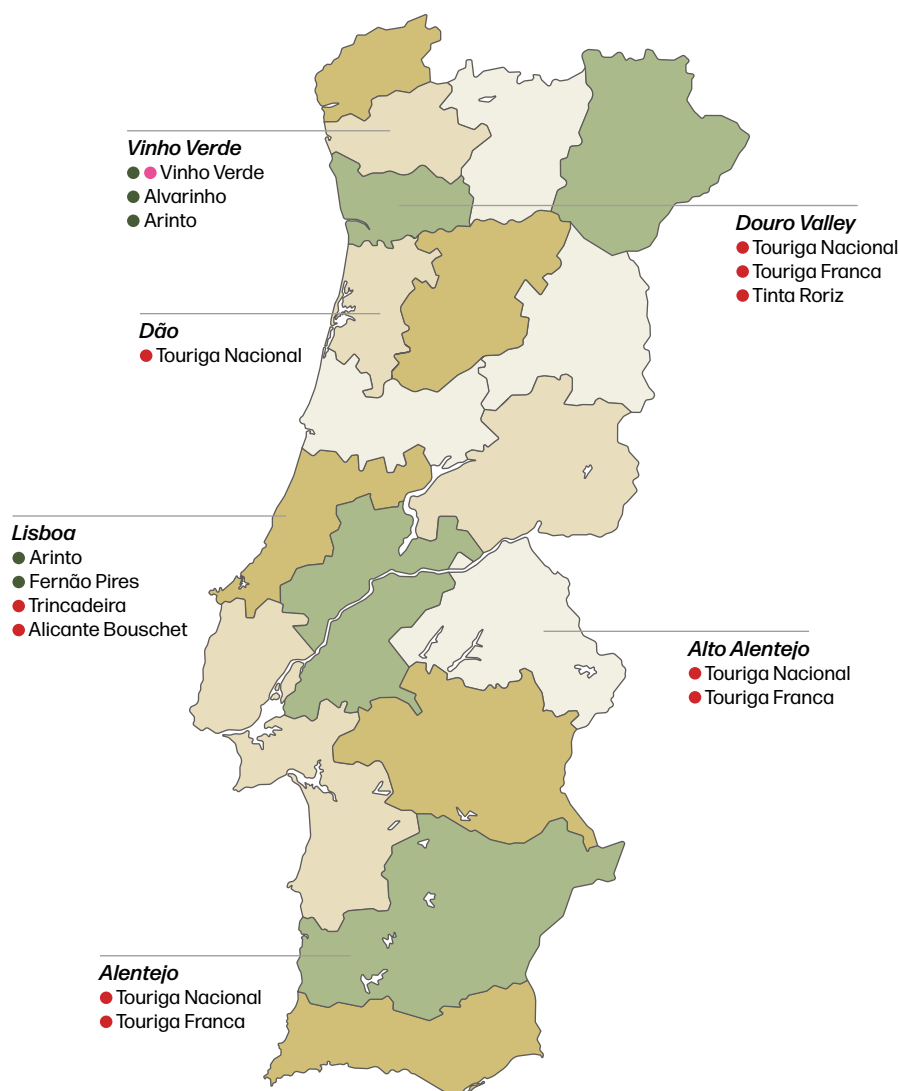 Vinho Verde
Vinho Verde
Alvarinho
Arinto
Douro Valley
Touriga Nacional
Touriga Franca
Tinta Roriz
Dão
Touriga Nacional
Lisboa
Arinto
Fernão Pires
Trincadeira
Alicante Bouschet
Alto Alentejo
Touriga Nacional
Touriga Franca
Alentejo
Touriga Nacional
Touriga Franca